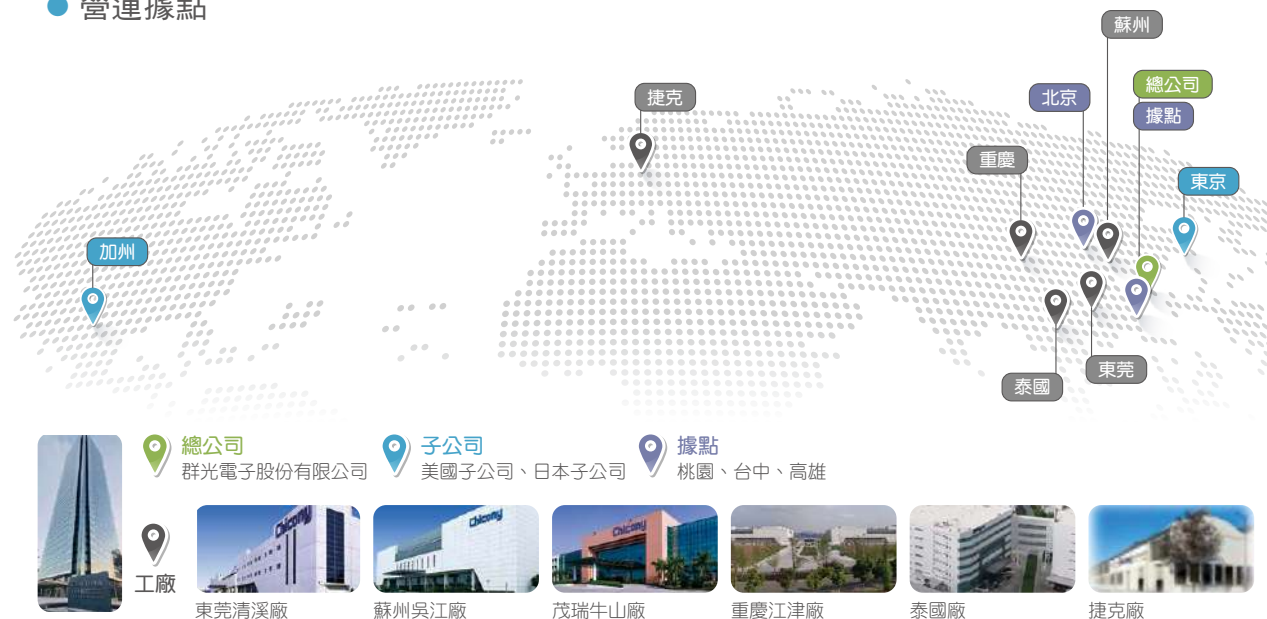 營運據點
蘇州
捷克
北京
總公司
據點
重慶
東京
加州
東莞
泰國
總公司
群光電子股份有限公司
子公司
美國子公司、日本子公司
據點
桃園、台中、高雄
工廠
Chicony
Chicony
Chicony
東莞清溪廠
蘇州吳江廠
茂瑞牛山廠
重慶江津廠
泰國廠
捷克廠